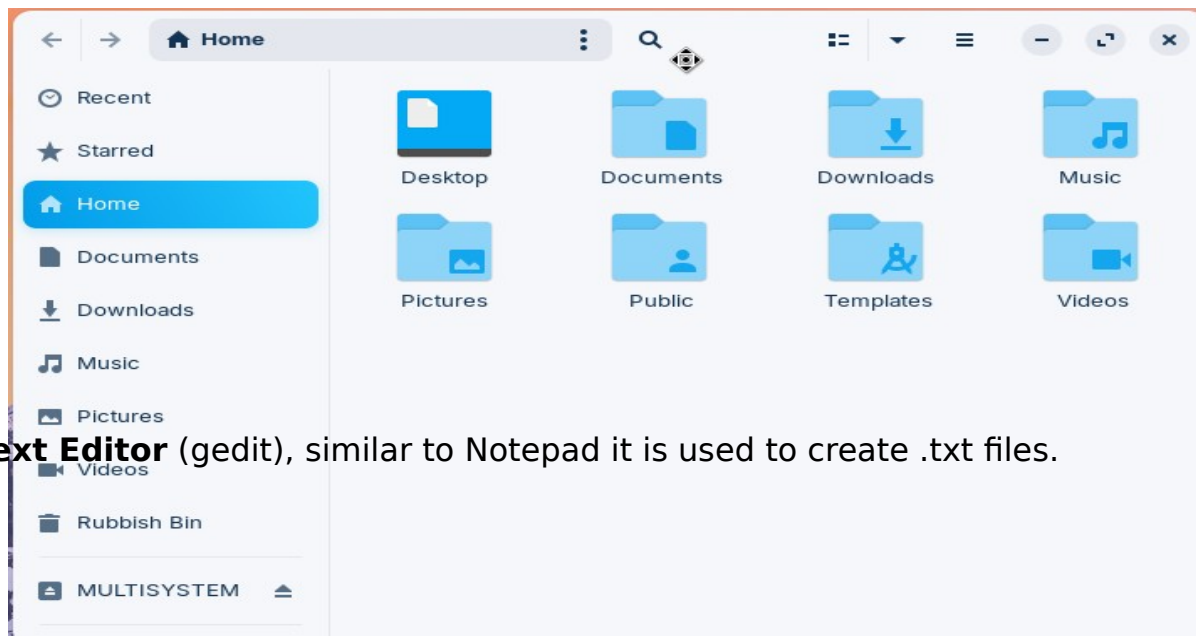 Home
Recent
Starred
Home
Documents
Downloads
Music
Pictures
Videos
Rubbish Bin
MULTISYSTEM
Desktop Documents Downloads Music
Pictures Public Templates Videos
ext Editor (gedit), similar to Notepad it is used to create .txt files.